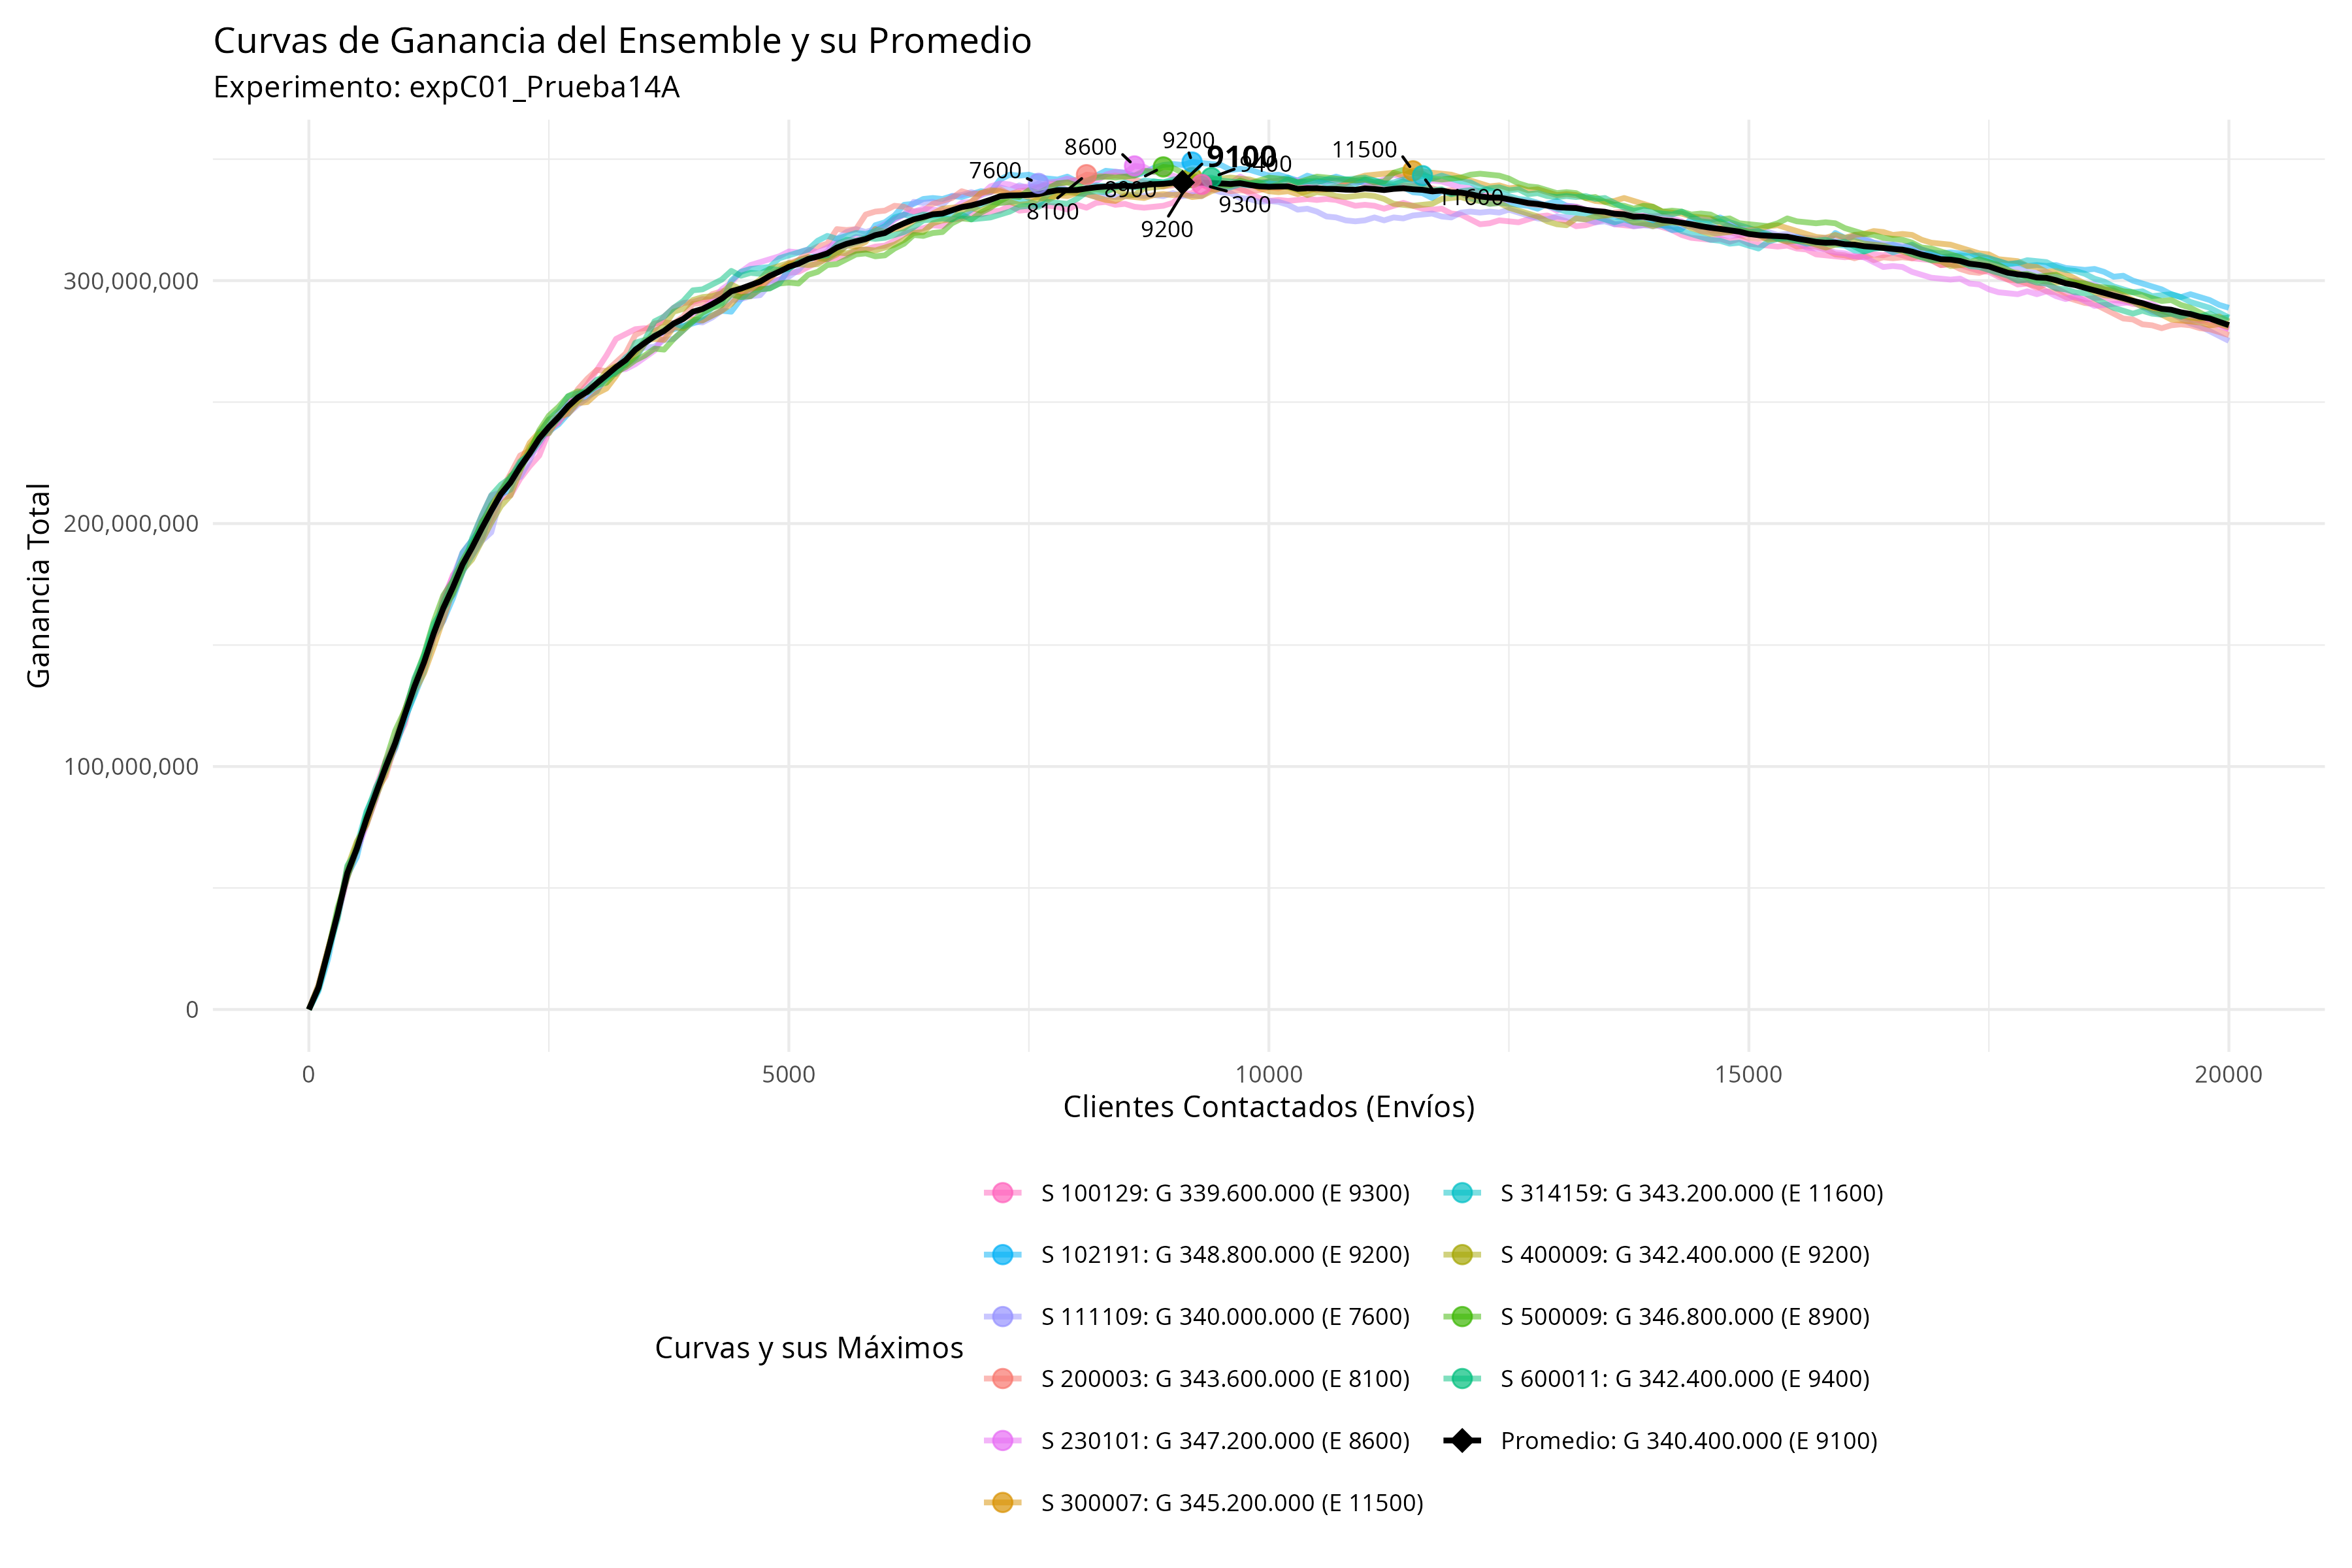 Curvas de Ganancia del Ensemble y su Promedio
Experimento: expC01_Prueba14A
9200
8600
9100
9400
11500
7600
8900
11600
8100
9300
9200
300,000,000
200,000,000
100,000,000
0
Ganancia Total
0 5000 10000 15000 20000
Clientes Contactados (Envíos)
Curvas y sus Máximos
S 100129: G 339.600.000 (E 9300)
S 102191: G 348.800.000 (E 9200)
S 111109: G 340.000.000 (E 7600)
S 200003: G 343.600.000 (E 8100)
S 230101: G 347.200.000 (E 8600)
S 300007: G 345.200.000 (E 11500)
S 314159: G 343.200.000 (E 11600)
S 400009: G 342.400.000 (E 9200)
S 500009: G 346.800.000 (E 8900)
S 600011: G 342.400.000 (E 9400)
Promedio: G 340.400.000 (E 9100)